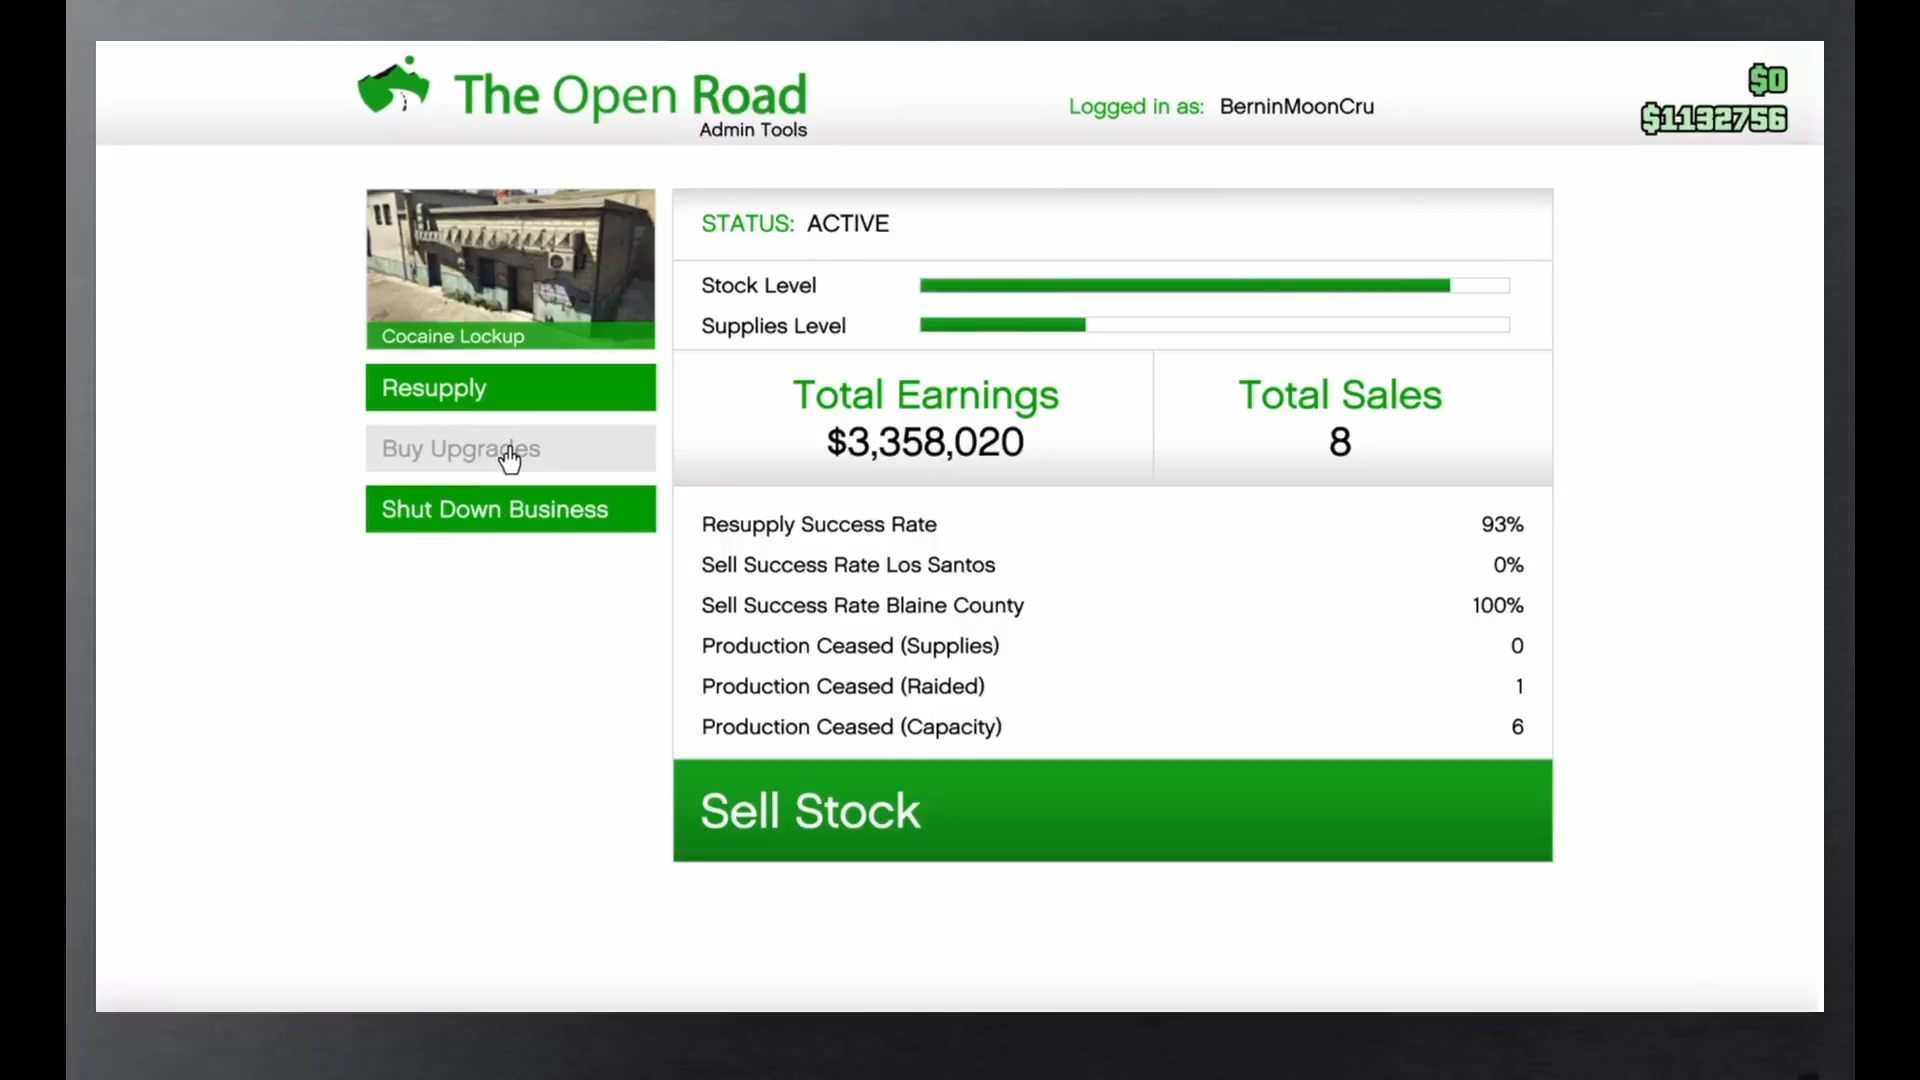 The Open Road
Admin Tools
Logged in as: BerninMoonCru
$0
$1132756
Cocaine Lockup
Resupply
Buy Upgrades
Shut Down Business
STATUS: ACTIVE
Stock Level
Supplies Level
Total Earnings
$3,358,020
Total Sales
8
Resupply Success Rate 93%
Sell Success Rate Los Santos 0%
Sell Success Rate Blaine County 100%
Production Ceased (Supplies) 0
Production Ceased (Raided) 1
Production Ceased (Capacity) 6
Sell Stock